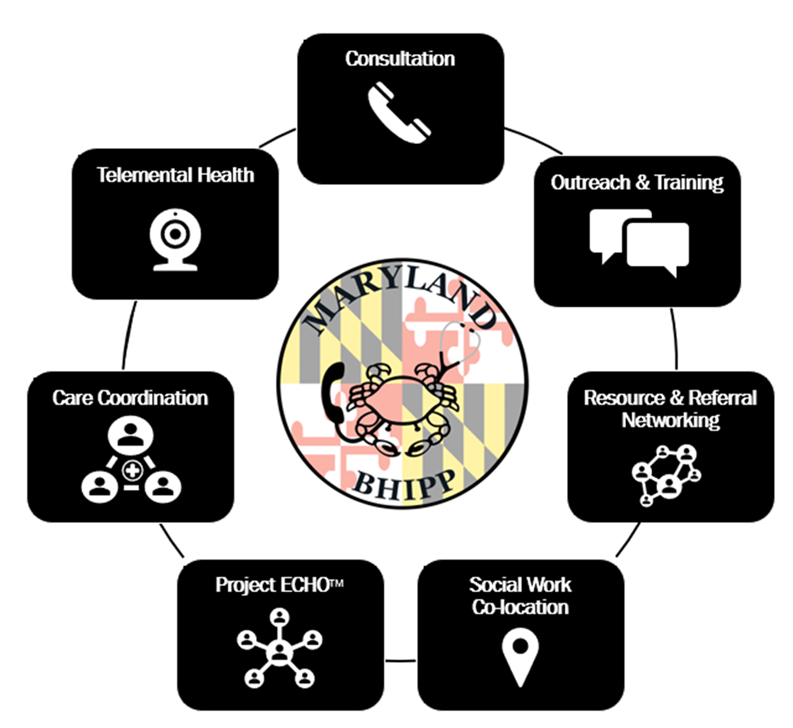 Consultation
Telemental Health
Outreach & Training
MARYLAND
BHIPP
Care Coordination
Resource & Referral
Networking
Project ECHO™
Social Work
Co-location